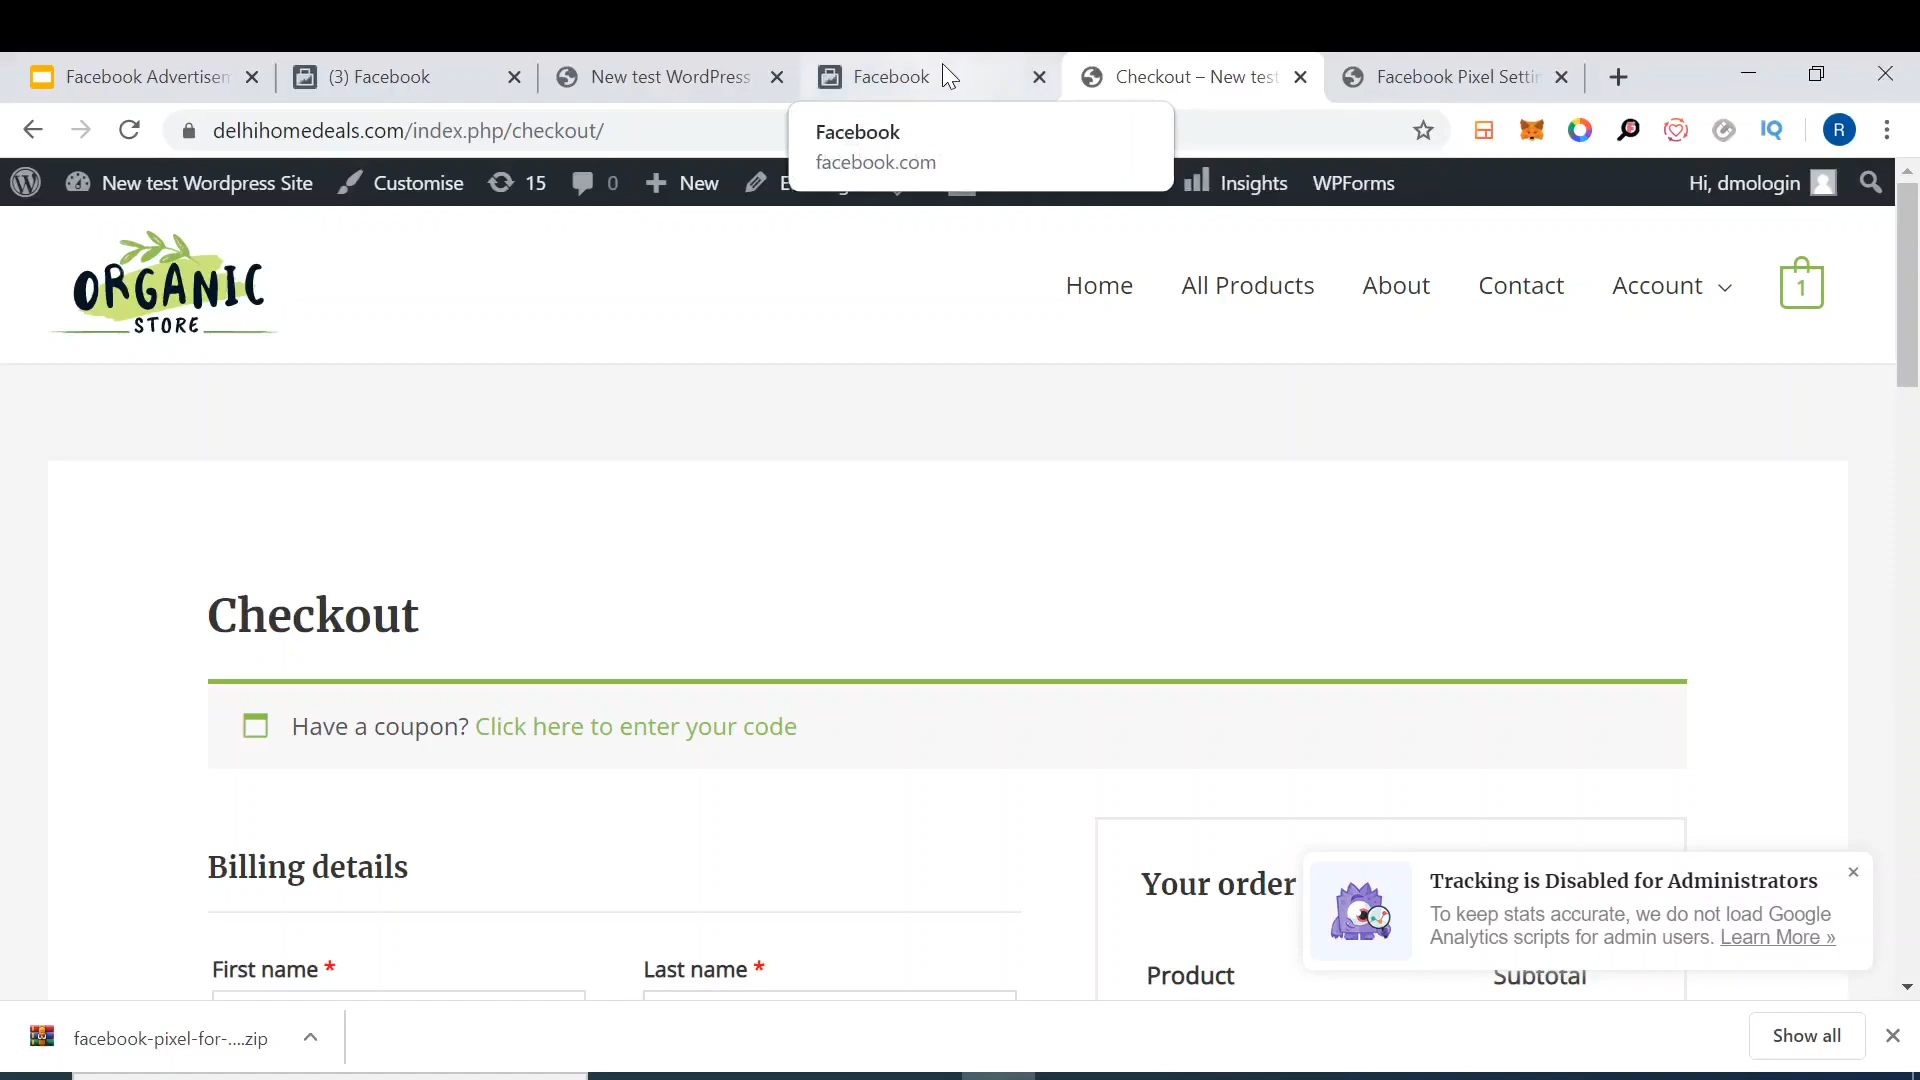 Facebook Advertisem
(3) Facebook
New test WordPress
Facebook
Checkout – New test
Facebook Pixel Settin
delhihomedeals.com/index.php/checkout/
Facebook
facebook.com
R
IQ
New test Wordpress Site
Customise
15
0
New
Insights
WPForms
Hi, dmologin
ORGANIC
STORE
Home
All Products
About
Contact
Account
1
Checkout
Have a coupon? Click here to enter your code
Billing details
Your order
Tracking is Disabled for Administrators
To keep stats accurate, we do not load Google
Analytics scripts for admin users. Learn More »
First name *
Last name *
Product
Subtotal
facebook-pixel-for-....zip
Show all